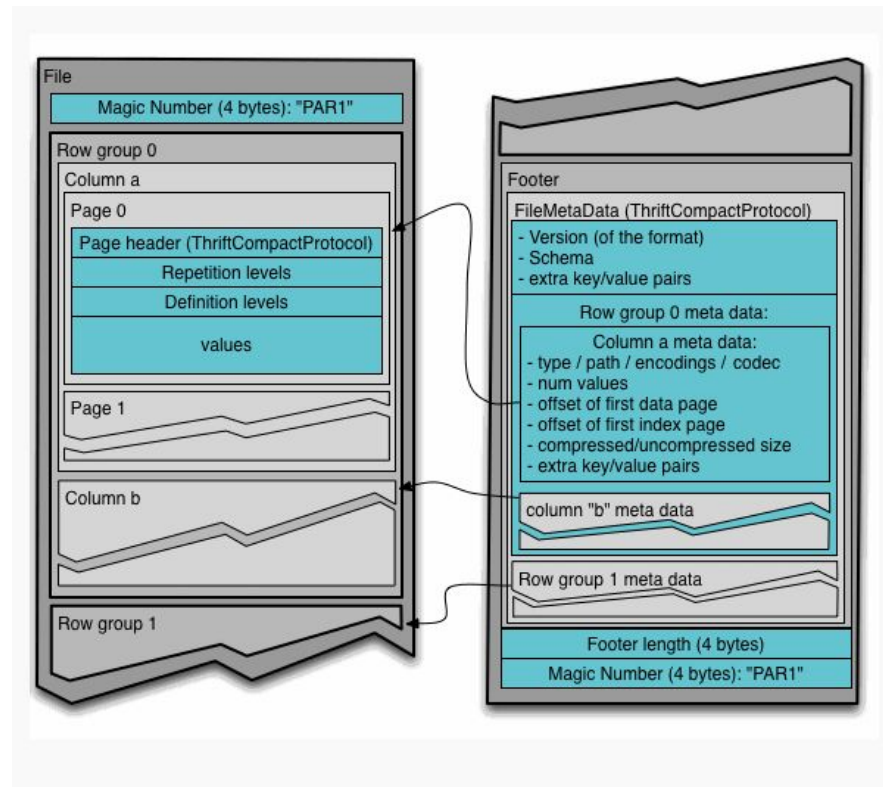 File
Magic Number (4 bytes): "PAR1"
Row group 0
Column a
Page 0
Page header (ThriftCompactProtocol)
Repetition levels
Definition levels
values
Page 1
Column b
Row group 1
Footer
FileMetaData (ThriftCompactProtocol)
- Version (of the format)
- Schema
- extra key/value pairs
Row group 0 meta data:
Column a meta data:
- type / path / encodings / codec
- num values
- offset of first data page
- offset of first index page
- compressed/uncompressed size
- extra key/value pairs
column "b" meta data
Row group 1 meta data
Footer length (4 bytes)
Magic Number (4 bytes): "PAR1"